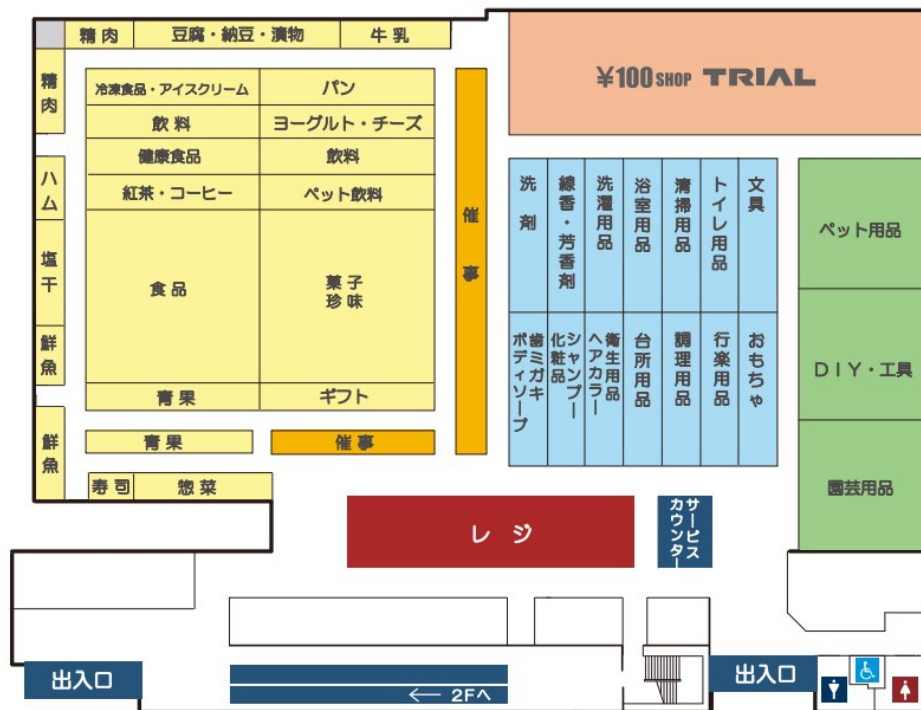 精肉
豆腐・納豆・漬物
牛乳
¥100 SHOP TRIAL
精肉
冷凍食品・アイスクリーム
パン
飲料
ヨーグルト・チーズ
健康食品
飲料
紅茶・コーヒー
ペット飲料
食品
菓子
珍味
青果
ギフト
ハム
塩干
鮮魚
鮮魚
青果
催事
寿司
惣菜
催事
洗剤
線香・芳香剤
洗濯用品
浴室用品
清掃用品
トイレ用品
文具
歯ミガキ
ボディソープ
シャンプー
化粧品
衛生用品
ヘアカラー
台所用品
調理用品
行楽用品
おもちゃ
ペット用品
DIY・工具
園芸用品
レジ
サービス
カウンター
出入口
← 2Fへ
出入口